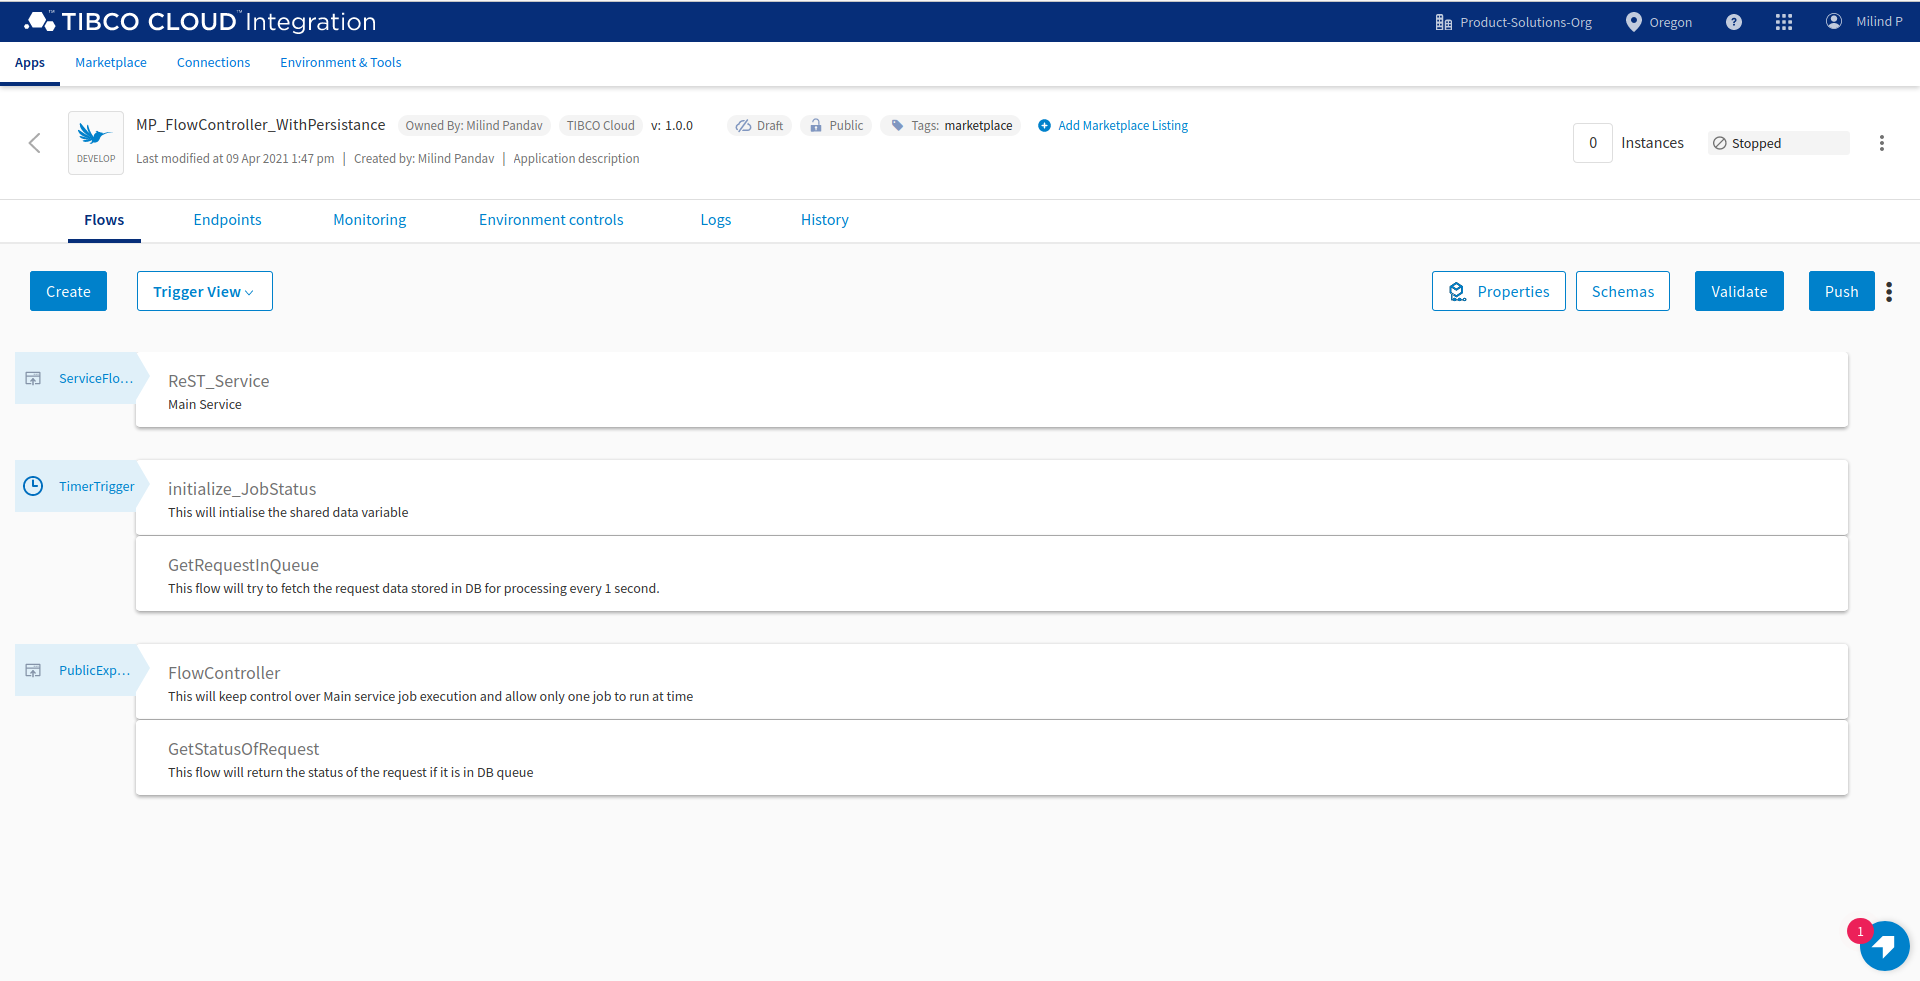 TIBCO CLOUD™ Integration
Product-Solutions-Org
Oregon
?
Milind P
Apps
Marketplace
Connections
Environment & Tools
DEVELOP
MP_FlowController_WithPersistance
Owned By: Milind Pandav
TIBCO Cloud
v: 1.0.0
Draft
Public
Tags: marketplace
Add Marketplace Listing
Last modified at 09 Apr 2021 1:47 pm | Created by: Milind Pandav | Application description
0
Instances
Stopped
Flows
Endpoints
Monitoring
Environment controls
Logs
History
Create
Trigger View
Properties
Schemas
Validate
Push
ServiceFlo...
ReST_Service
Main Service
TimerTrigger
initialize_JobStatus
This will intialise the shared data variable
GetRequestInQueue
This flow will try to fetch the request data stored in DB for processing every 1 second.
PublicExp...
FlowController
This will keep control over Main service job execution and allow only one job to run at time
GetStatusOfRequest
This flow will return the status of the request if it is in DB queue
1